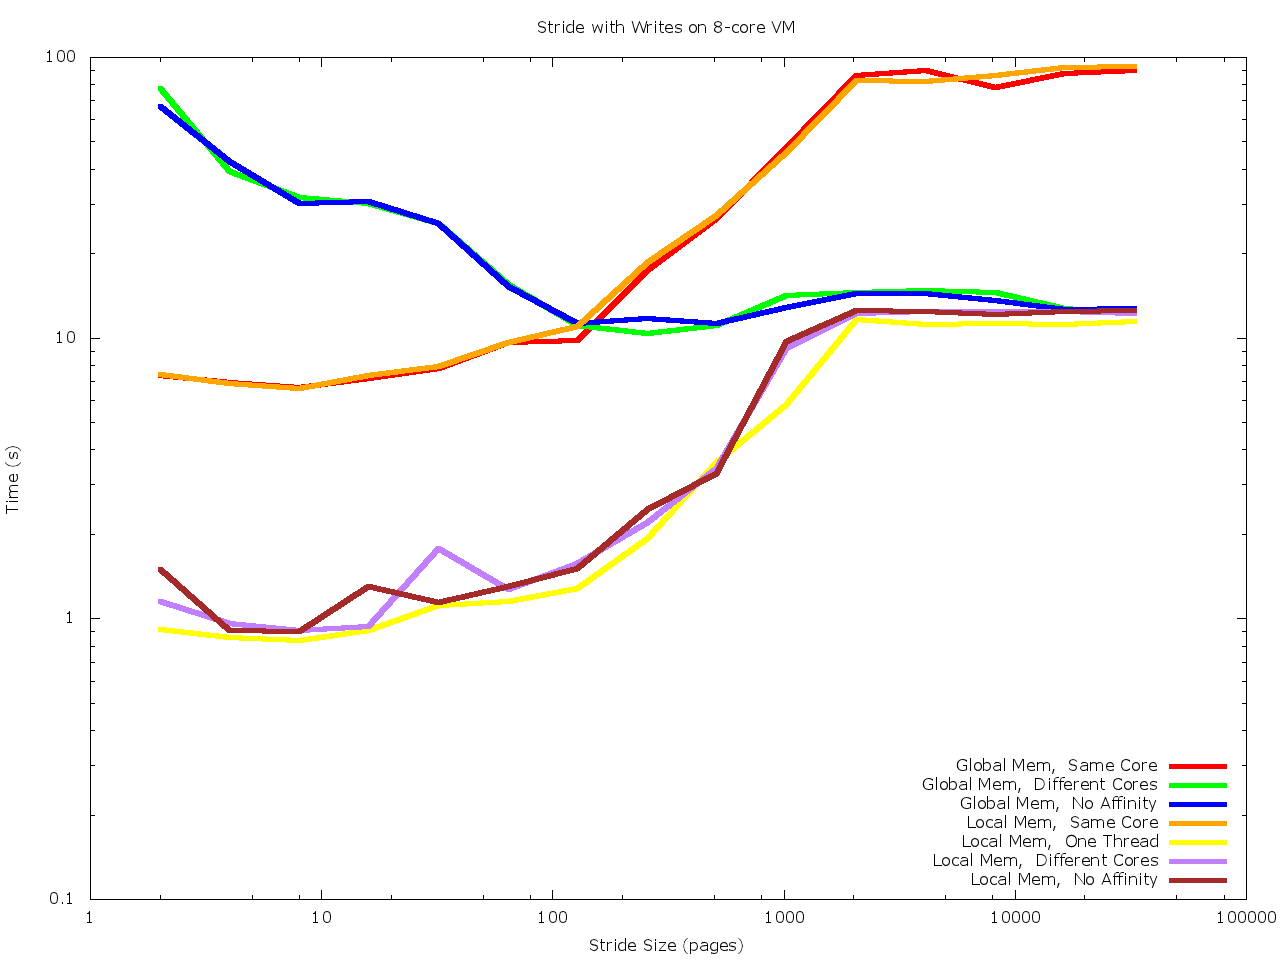 Stride with Writes on 8-core VM
100
10
1
0.1
Time (s)
1
10
100
1000
10000
100000
Stride Size (pages)
Global Mem,  Same Core
Global Mem,  Different Cores
Global Mem,  No Affinity
Local Mem,  Same Core
Local Mem,  One Thread
Local Mem,  Different Cores
Local Mem,  No Affinity